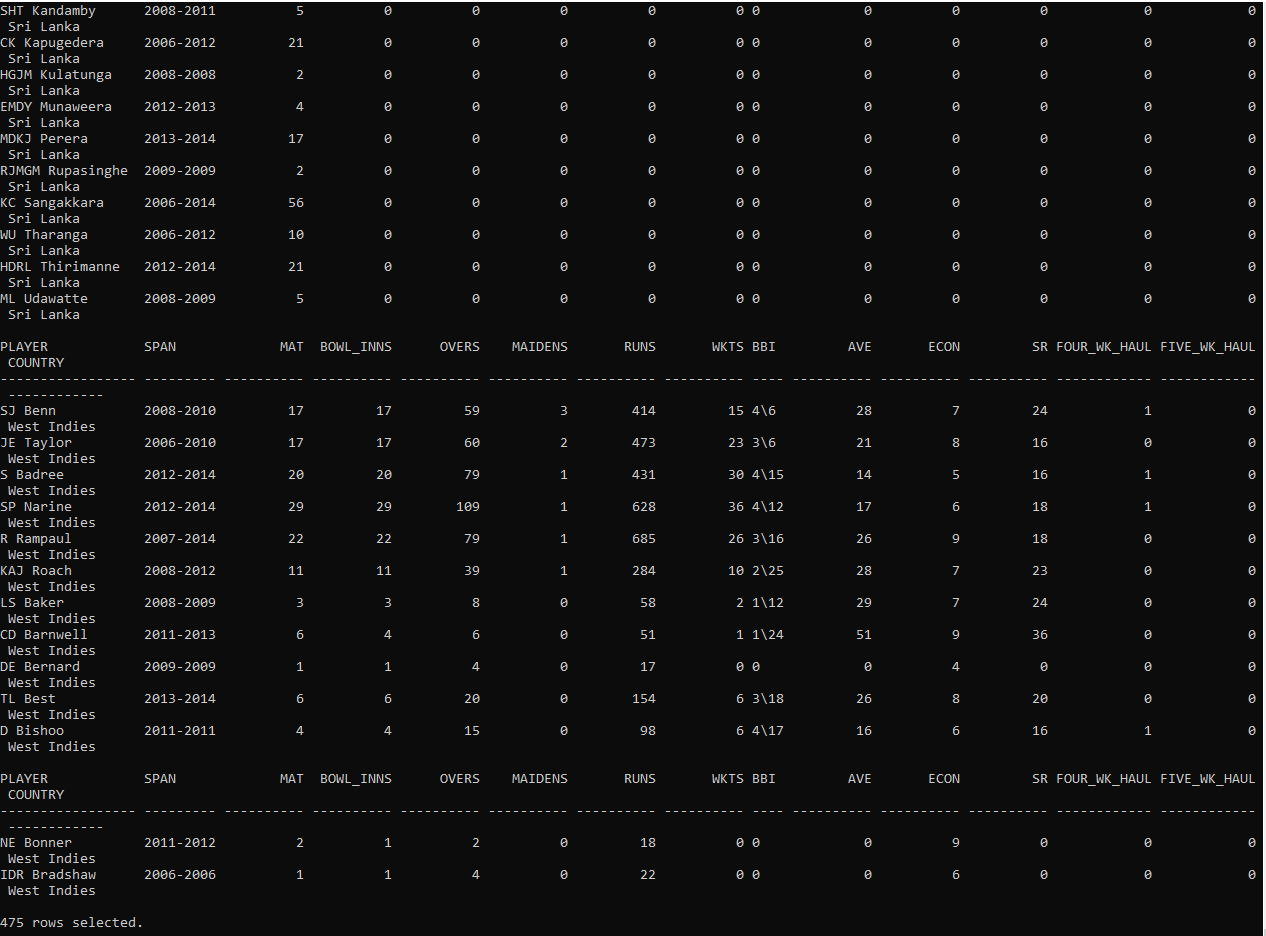 SHT Kandamby      2008-2011          5          0          0          0          0          0 0             0          0          0            0            0
 Sri Lanka
CK Kapugedera     2006-2012         21          0          0          0          0          0 0             0          0          0            0            0
 Sri Lanka
HGJM Kulatunga    2008-2008          2          0          0          0          0          0 0             0          0          0            0            0
 Sri Lanka
EMDY Munaweera    2012-2013          4          0          0          0          0          0 0             0          0          0            0            0
 Sri Lanka
MDKJ Perera       2013-2014         17          0          0          0          0          0 0             0          0          0            0            0
 Sri Lanka
RJMGM Rupasinghe  2009-2009          2          0          0          0          0          0 0             0          0          0            0            0
 Sri Lanka
KC Sangakkara     2006-2014         56          0          0          0          0          0 0             0          0          0            0            0
 Sri Lanka
WU Tharanga       2006-2012         10          0          0          0          0          0 0             0          0          0            0            0
 Sri Lanka
HDRL Thirimanne   2012-2014         21          0          0          0          0          0 0             0          0          0            0            0
 Sri Lanka
ML Udawatte       2008-2009          5          0          0          0          0          0 0             0          0          0            0            0
 Sri Lanka

PLAYER            SPAN             MAT  BOWL_INNS      OVERS    MAIDENS       RUNS       WKTS BBI         AVE       ECON         SR FOUR_WK_HAUL FIVE_WK_HAUL
 COUNTRY
----------------- --------- ---------- ---------- ---------- ---------- ---------- ---------- ---- ---------- ---------- ---------- ------------ ------------
 ------------
SJ Benn           2008-2010         17         17         59          3        414         15 4\6          28          7         24            1            0
 West Indies
JE Taylor         2006-2010         17         17         60          2        473         23 3\6          21          8         16            0            0
 West Indies
S Badree          2012-2014         20         20         79          1        431         30 4\15         14          5         16            1            0
 West Indies
SP Narine         2012-2014         29         29        109          1        628         36 4\12         17          6         18            1            0
 West Indies
R Rampaul         2007-2014         22         22         79          1        685         26 3\16         26          9         18            0            0
 West Indies
KAJ Roach         2008-2012         11         11         39          1        284         10 2\25         28          7         23            0            0
 West Indies
LS Baker          2008-2009          3          3          8          0         58          2 1\12         29          7         24            0            0
 West Indies
CD Barnwell       2011-2013          6          4          6          0         51          1 1\24         51          9         36            0            0
 West Indies
DE Bernard        2009-2009          1          1          4          0         17          0 0             0          4          0            0            0
 West Indies
TL Best           2013-2014          6          6         20          0        154          6 3\18         26          8         20            0            0
 West Indies
D Bishoo          2011-2011          4          4         15          0         98          6 4\17         16          6         16            1            0
 West Indies

PLAYER            SPAN             MAT  BOWL_INNS      OVERS    MAIDENS       RUNS       WKTS BBI         AVE       ECON         SR FOUR_WK_HAUL FIVE_WK_HAUL
 COUNTRY
----------------- --------- ---------- ---------- ---------- ---------- ---------- ---------- ---- ---------- ---------- ---------- ------------ ------------
 ------------
NE Bonner         2011-2012          2          1          2          0         18          0 0             0          9          0            0            0
 West Indies
IDR Bradshaw      2006-2006          1          1          4          0         22          0 0             0          6          0            0            0
 West Indies

475 rows selected.